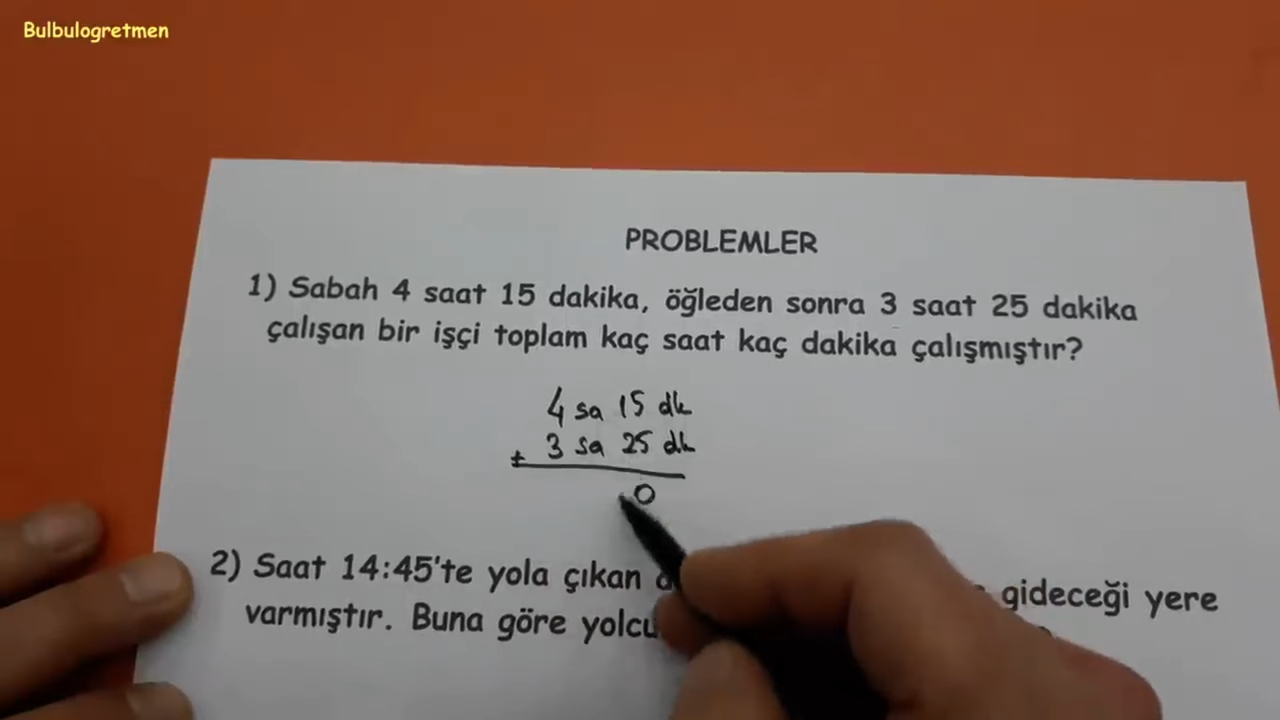 Bulbulogretmen
PROBLEMLER
1) Sabah 4 saat 15 dakika, öğleden sonra 3 saat 25 dakika
çalışan bir işçi toplam kaç saat kaç dakika çalışmıştır?
4 sa 15 dk
3 sa 25 dk
+
0
2) Saat 14:45'te yola çıkan gideceği yere
varmıştır. Buna göre